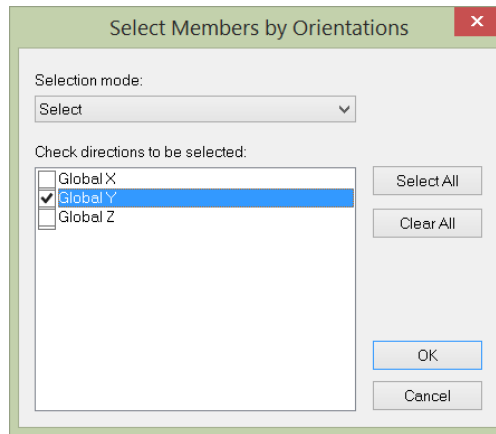 Select Members by Orientations
Selection mode:
Select
Check directions to be selected:
Global X
Global Y
Global Z
Select All
Clear All
OK
Cancel